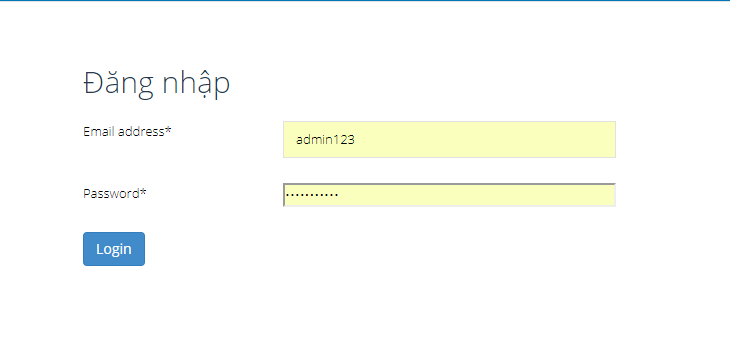 Đăng nhập
Email address*
admin123
Password*
•••••••••••
Login